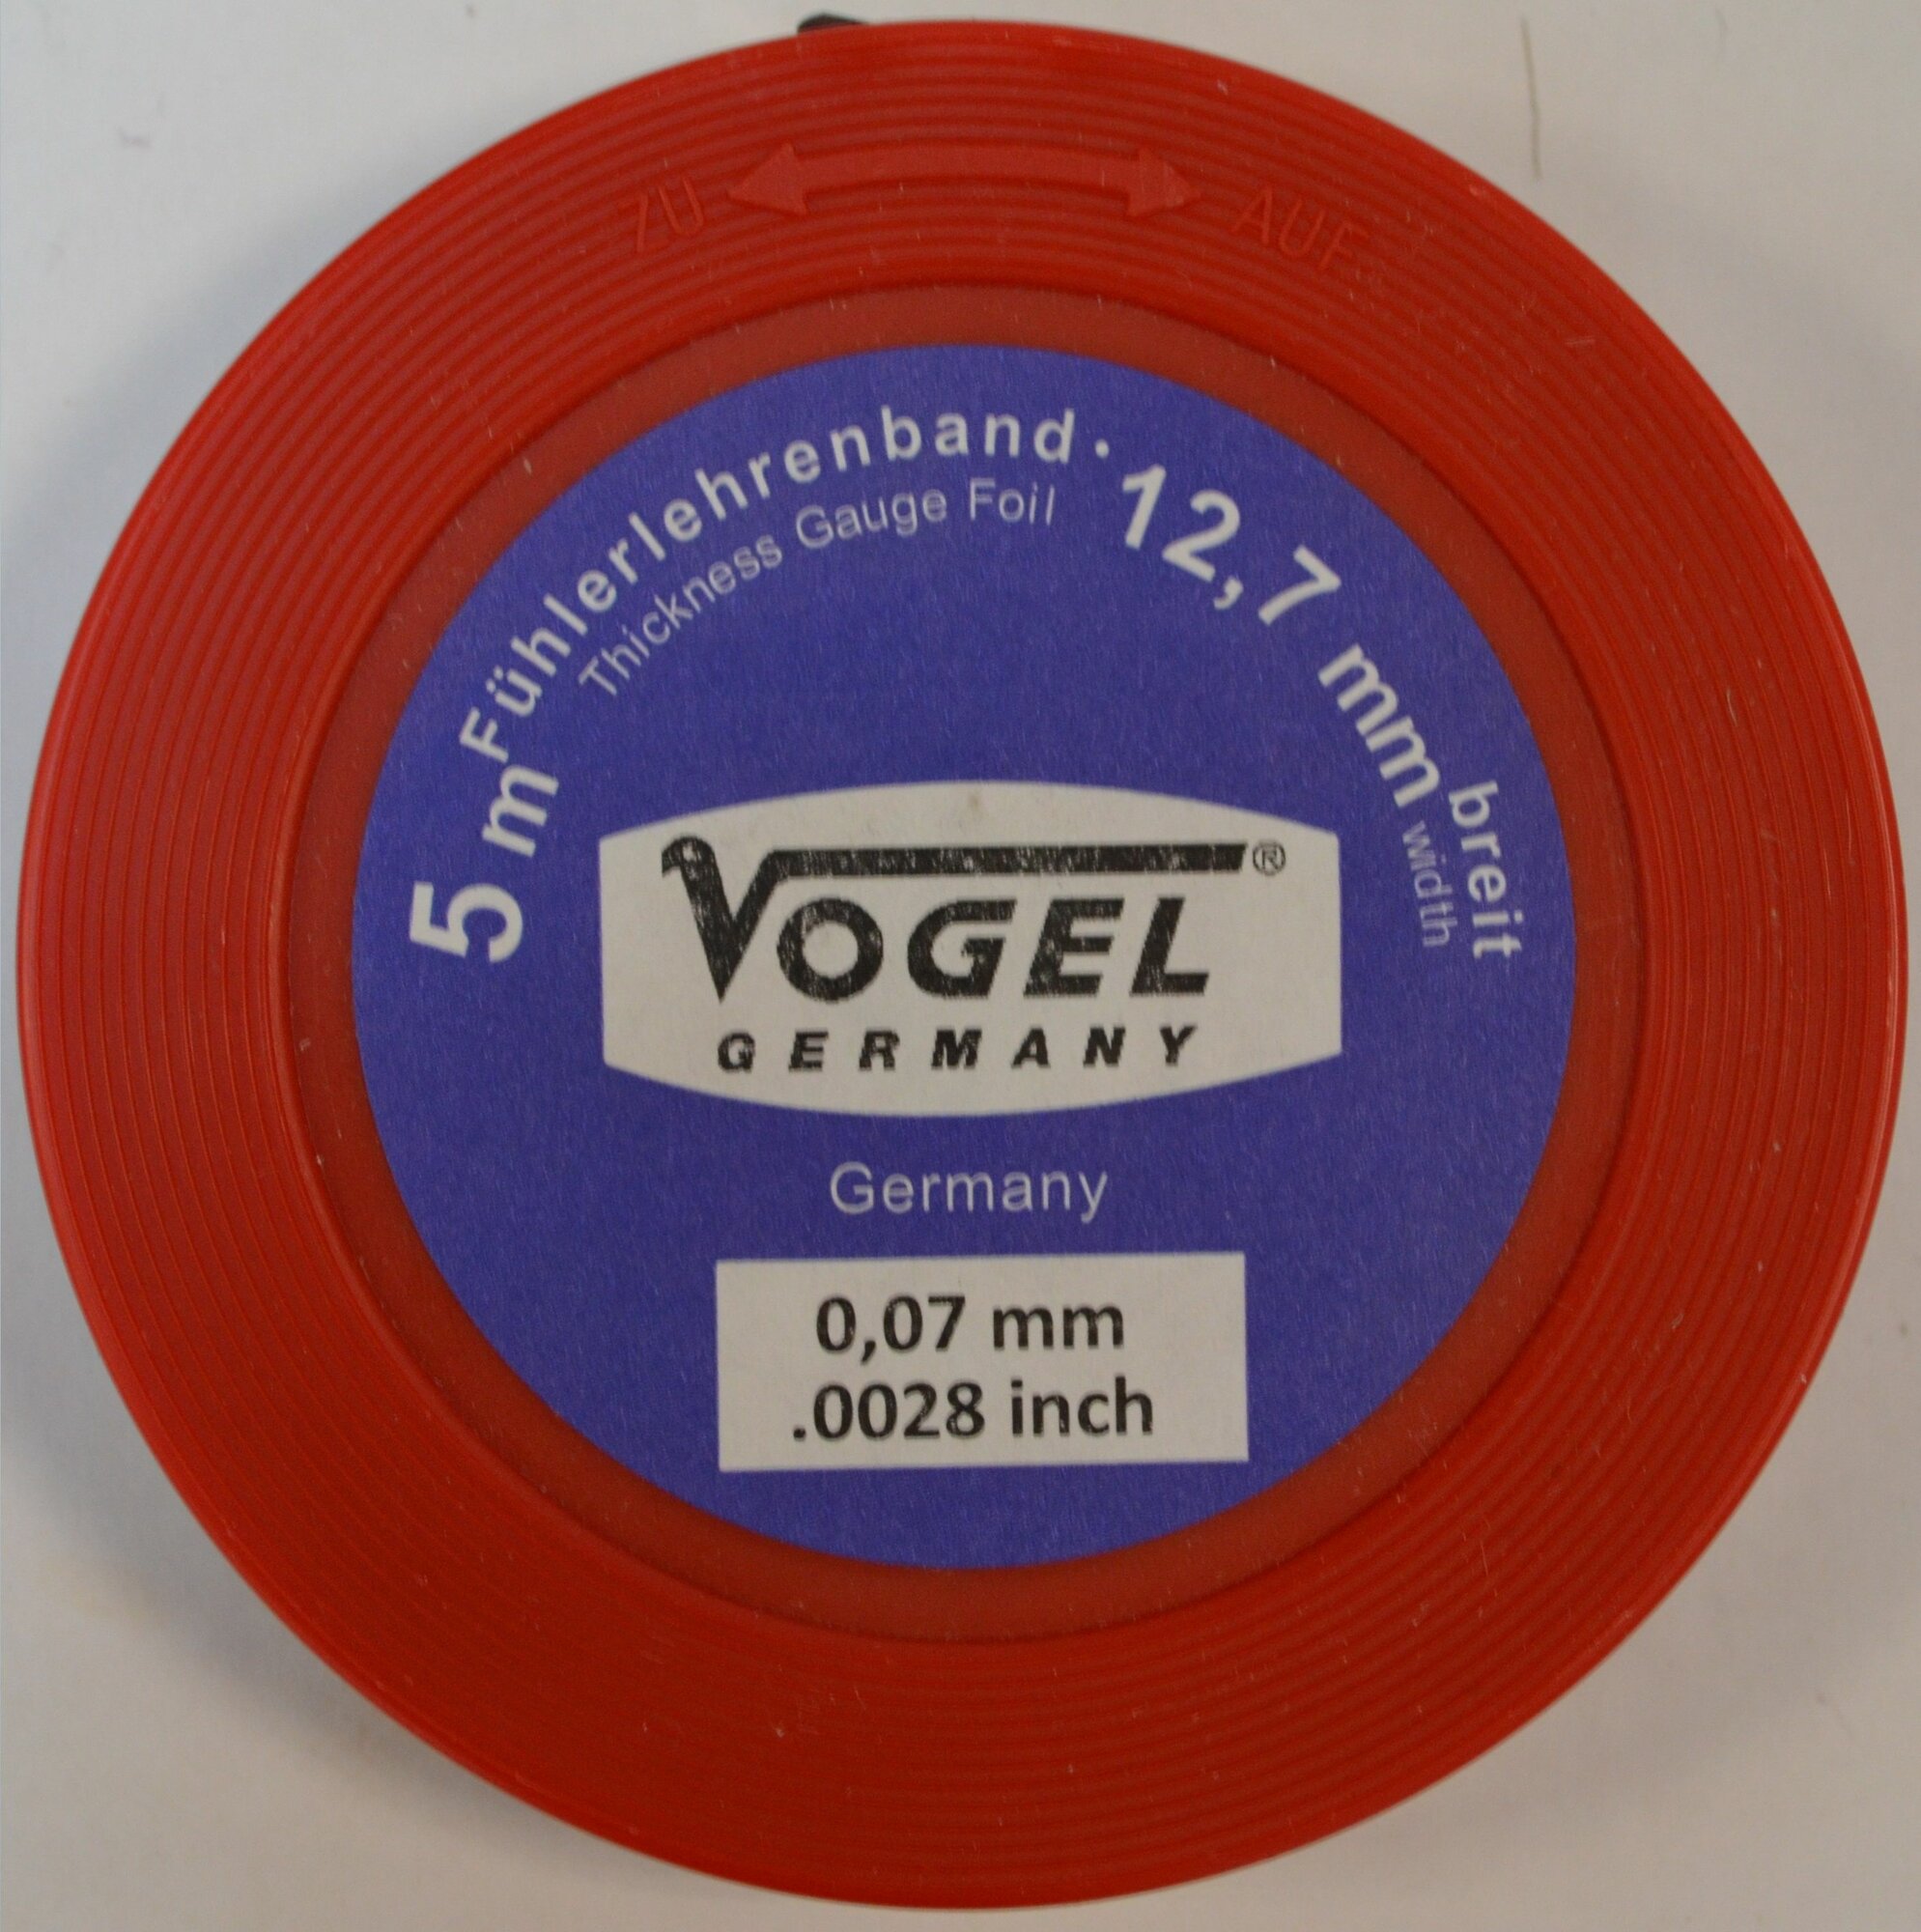 ZU AUF
5 m Fühlerlehrenband · 12,7 mm breit
Thickness Gauge Foil width
VOGEL®
GERMANY
Germany
0,07 mm
.0028 inch